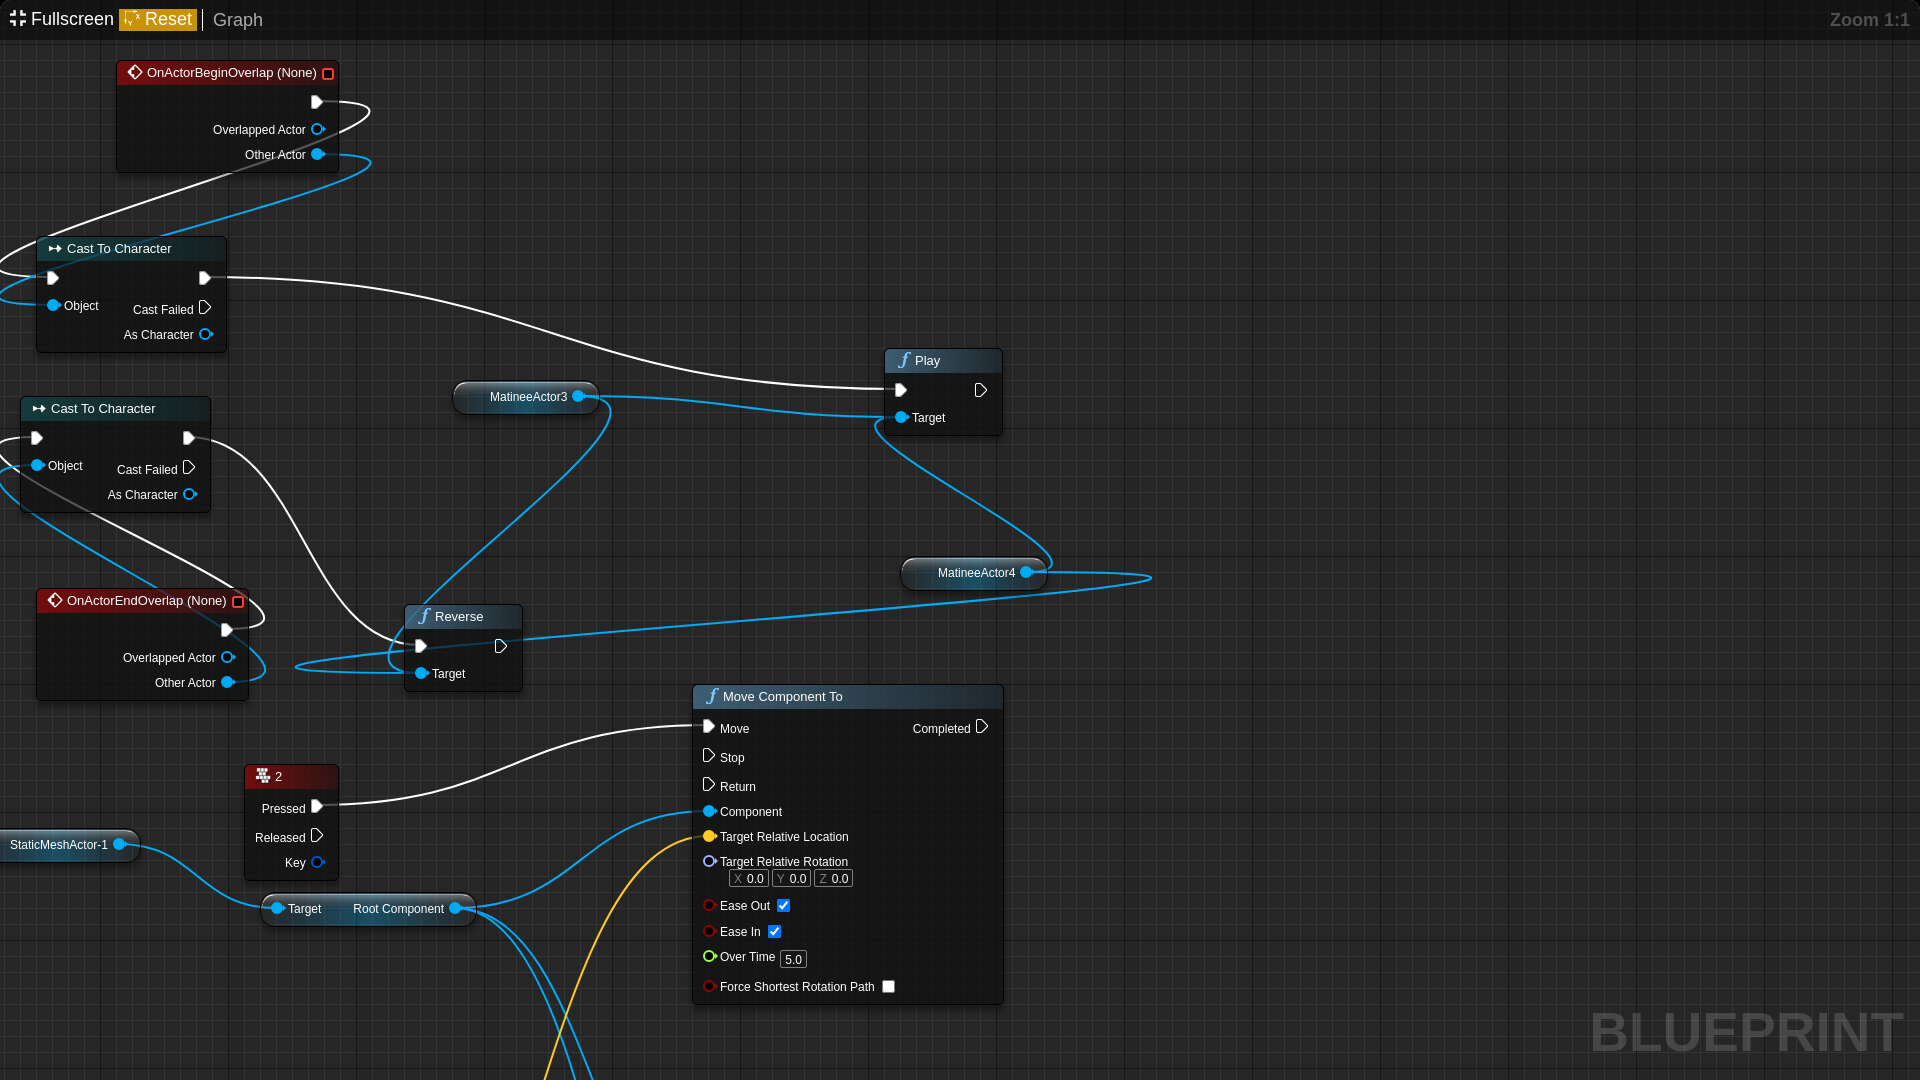 Fullscreen Reset Graph Zoom 1:1
OnActorBeginOverlap (None)
Overlapped Actor
Other Actor
Cast To Character
Object
Cast Failed
As Character
Play
Target
MatineeActor3
Cast To Character
Object
Cast Failed
As Character
MatineeActor4
OnActorEndOverlap (None)
Overlapped Actor
Other Actor
Reverse
Target
Move Component To
Move Completed
Stop
Return
Component
Target Relative Location
Target Relative Rotation
X 0.0 Y 0.0 Z 0.0
Ease Out
Ease In
Over Time 5.0
Force Shortest Rotation Path
2
Pressed
Released
Key
StaticMeshActor-1
Target Root Component
BLUEPRINT